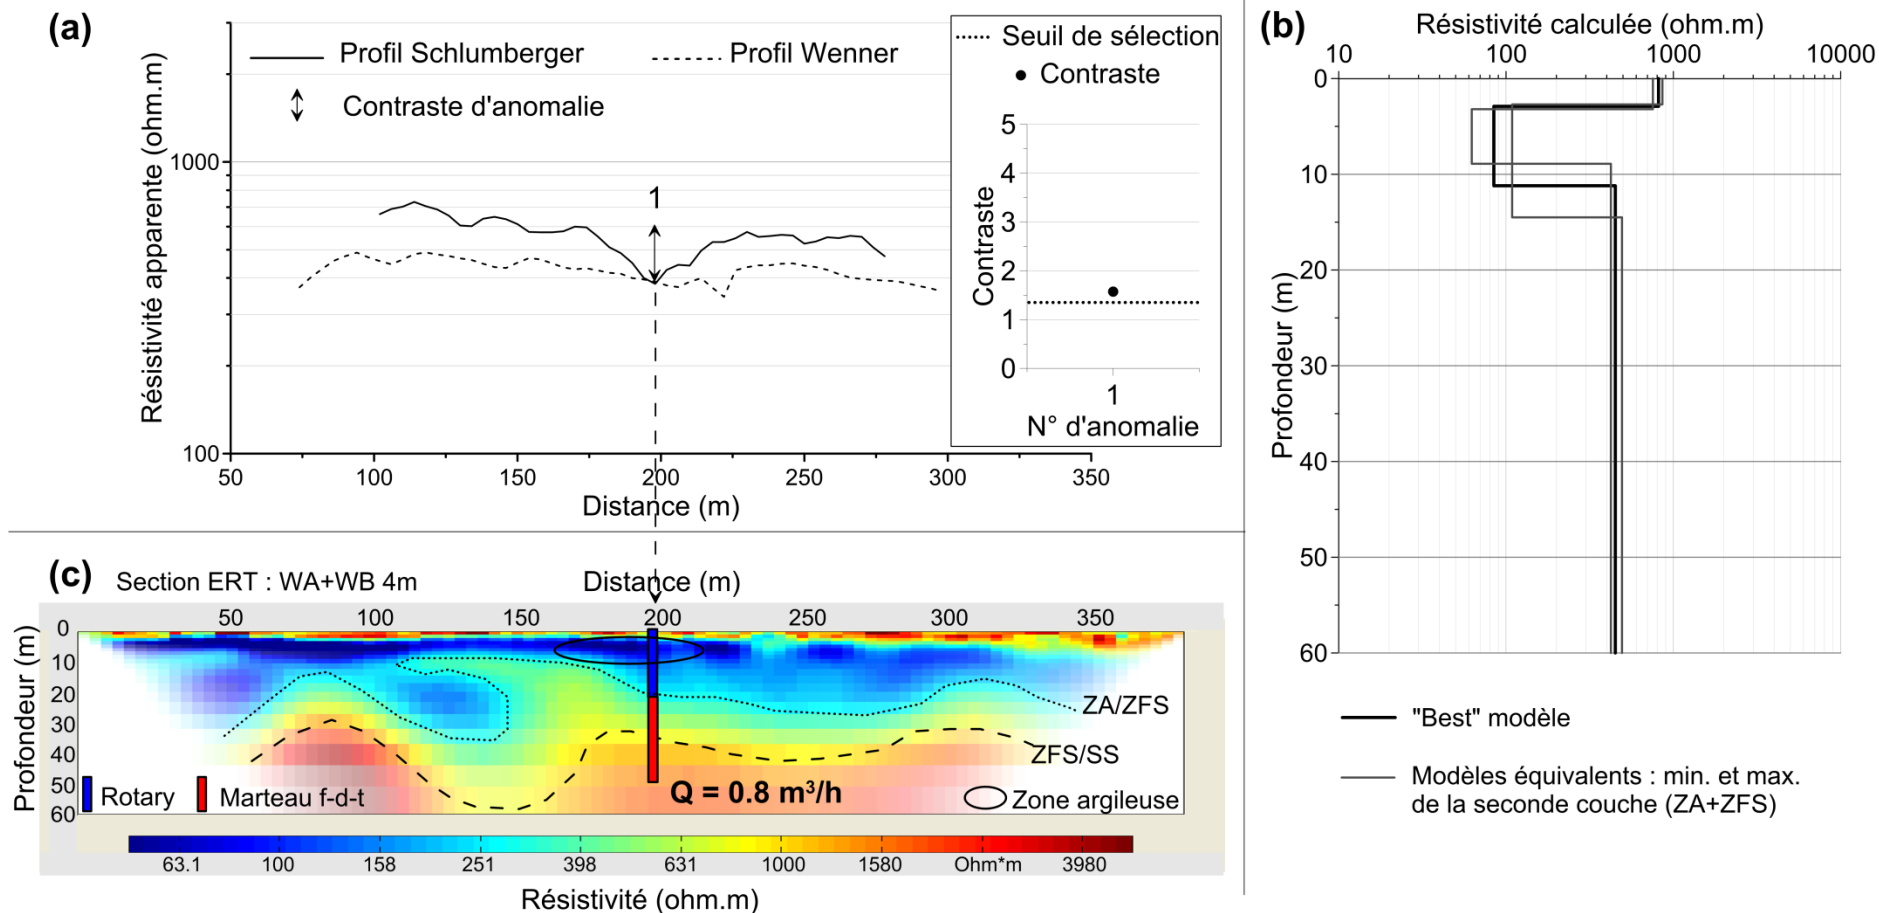 (a)
Profil Schlumberger
Profil Wenner
Contraste d'anomalie
Résistivité apparente (ohm.m)
1000
100
1
50
100
150
200
250
300
350
Distance (m)
Seuil de sélection
Contraste
Contraste
5
4
3
2
1
0
1
N° d'anomalie
(b)
Résistivité calculée (ohm.m)
10
100
1000
10000
Profondeur (m)
0
10
20
30
40
50
60
"Best" modèle
Modèles équivalents : min. et max.
de la seconde couche (ZA+ZFS)
(c)
Section ERT : WA+WB 4m
Distance (m)
50
100
150
200
250
300
350
Profondeur (m)
0
10
20
30
40
50
60
ZA/ZFS
ZFS/SS
Rotary
Marteau f-d-t
Q = 0.8 m³/h
Zone argileuse
63.1
100
158
251
398
631
1000
1580
Ohm*m
3980
Résistivité (ohm.m)